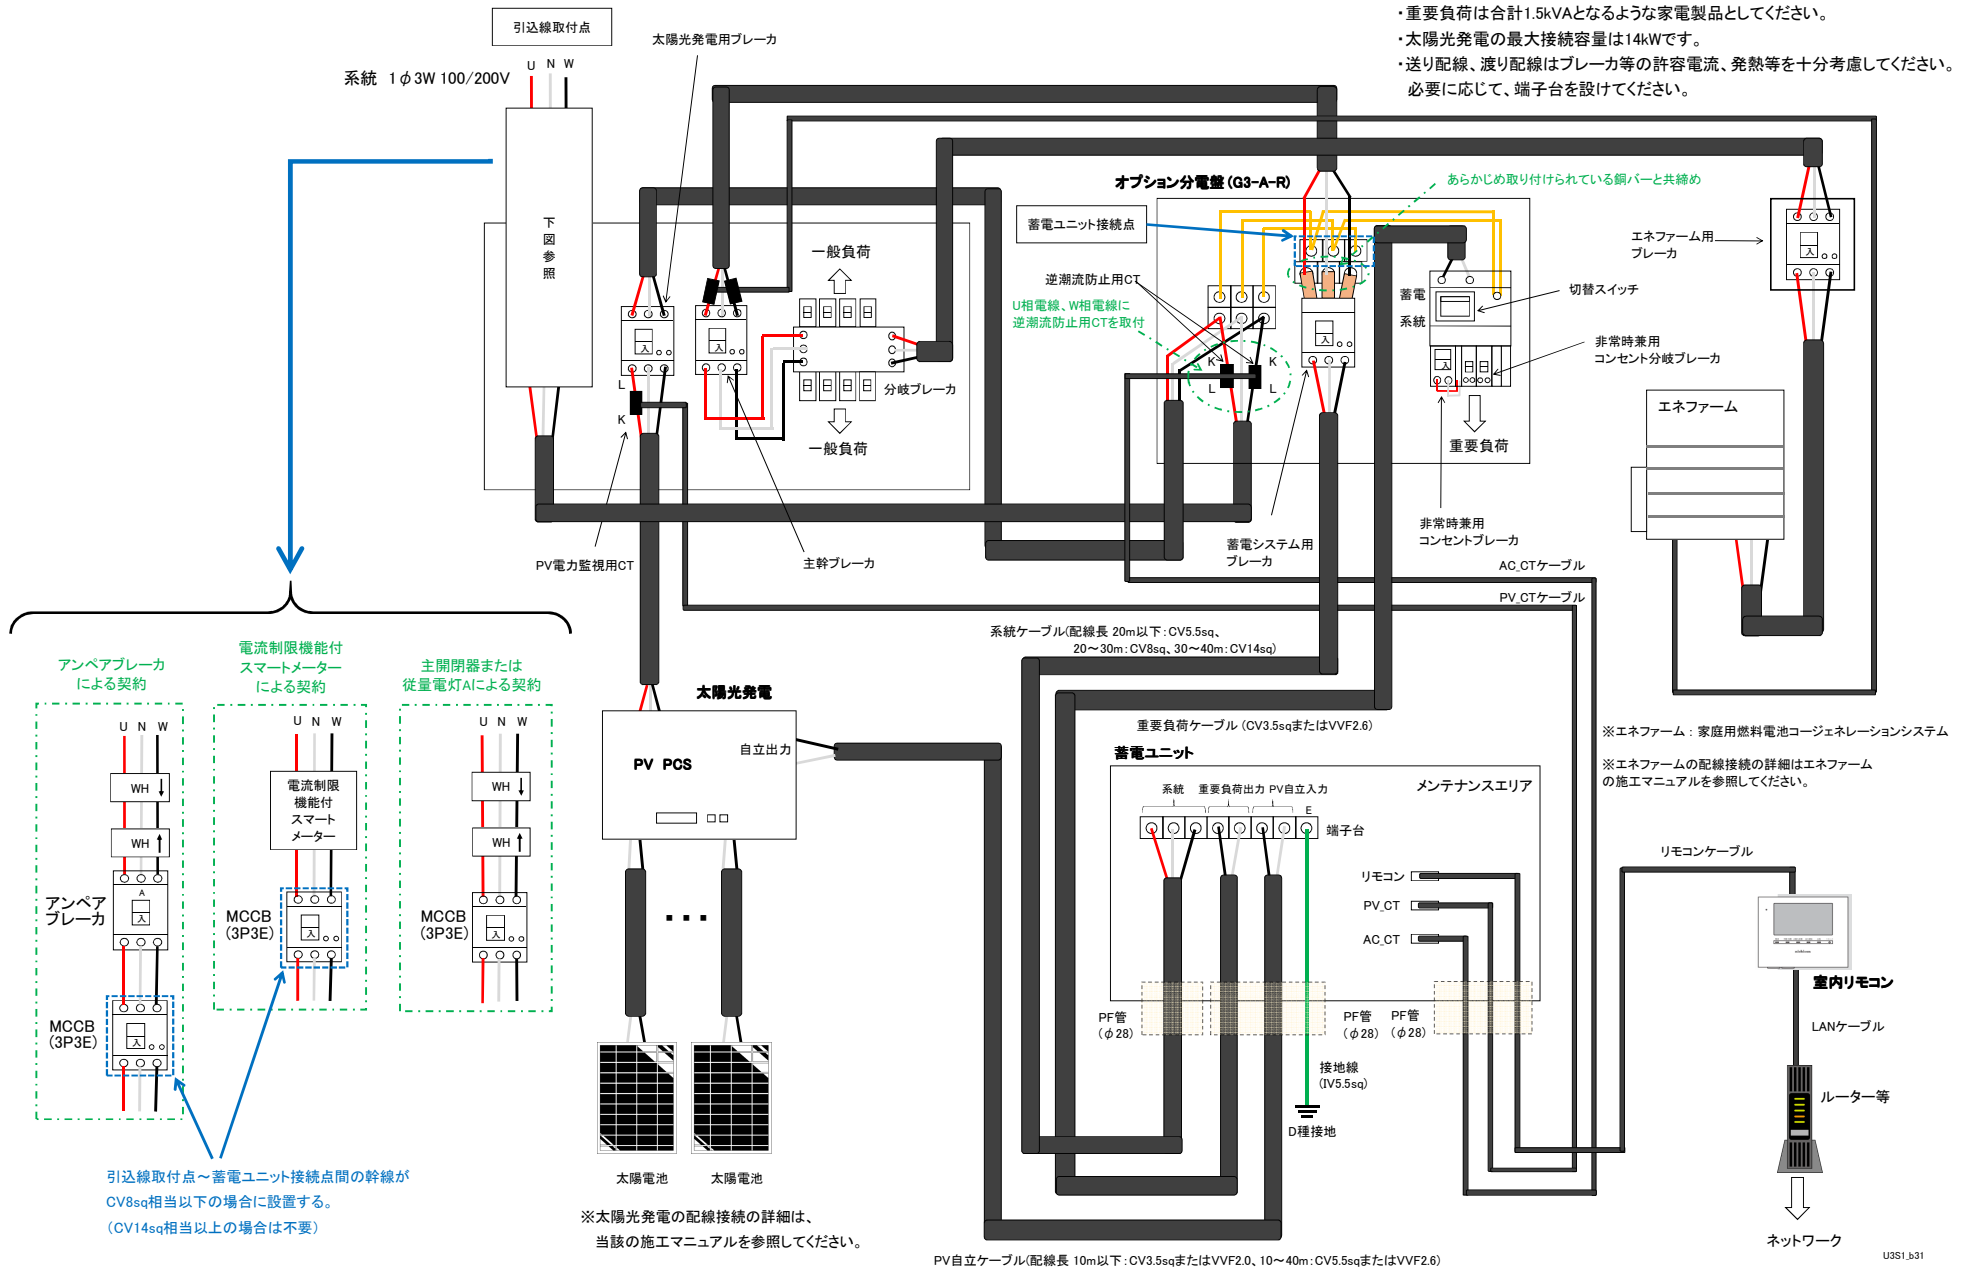 ・重要負荷は合計1.5kVAとなるような家電製品としてください。
・太陽光発電の最大接続容量は14kWです。
・送り配線、渡り配線はブレーカ等の許容電流、発熱等を十分考慮してください。
必要に応じて、端子台を設けてください。
引込線取付点
系統 1φ3W 100/200V
U N W
太陽光発電用ブレーカ
下図参照
一般負荷
分岐ブレーカ
一般負荷
入
入
L
K
PV電力監視用CT
主幹ブレーカ
オプション分電盤(G3-A-R)
あらかじめ取り付けられている銅バーと共締め
蓄電ユニット接続点
逆潮流防止用CT
U相電線、W相電線に
逆潮流防止用CTを取付
K
L
K
L
入
蓄電
系統
入
切替スイッチ
非常時兼用
コンセント分岐ブレーカ
重要負荷
蓄電システム用
ブレーカ
非常時兼用
コンセントブレーカ
エネファーム用
ブレーカ
入
エネファーム
AC_CTケーブル
PV_CTケーブル
系統ケーブル(配線長 20m以下:CV5.5sq、
20～30m:CV8sq、30～40m:CV14sq)
重要負荷ケーブル (CV3.5sqまたはVVF2.6)
※エネファーム : 家庭用燃料電池コージェネレーションシステム
※エネファームの配線接続の詳細はエネファーム
の施工マニュアルを参照してください。
アンペアブレーカ
による契約
U N W
WH
WH
アンペア
ブレーカ
A
入
MCCB
(3P3E)
入
電流制限機能付
スマートメーター
による契約
U N W
電流制限
機能付
スマート
メーター
MCCB
(3P3E)
入
主開閉器または
従量電灯Aによる契約
U N W
WH
WH
MCCB
(3P3E)
入
引込線取付点～蓄電ユニット接続点間の幹線が
CV8sq相当以下の場合に設置する。
(CV14sq相当以上の場合は不要)
太陽光発電
自立出力
PV PCS
太陽電池
太陽電池
※太陽光発電の配線接続の詳細は、
当該の施工マニュアルを参照してください。
蓄電ユニット
メンテナンスエリア
系統 重要負荷出力 PV自立入力
E
端子台
リモコン
PV_CT
AC_CT
PF管
(φ28)
PF管
(φ28)
PF管
(φ28)
接地線
(IV5.5sq)
D種接地
PV自立ケーブル(配線長 10m以下:CV3.5sqまたはVVF2.0、10～40m:CV5.5sqまたはVVF2.6)
リモコンケーブル
室内リモコン
LANケーブル
ルーター等
ネットワーク
U3S1_b31